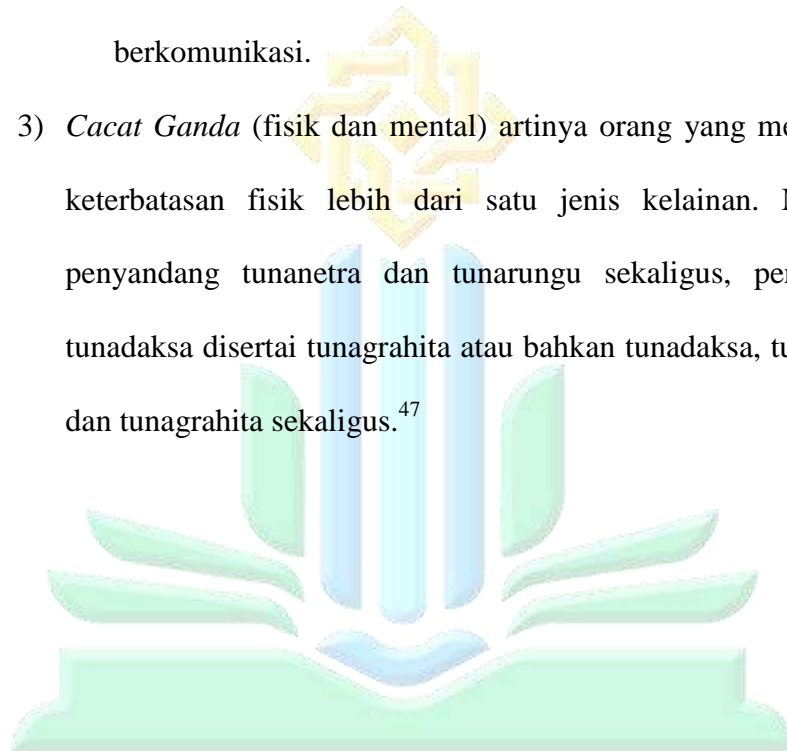 berkomunikasi.
3) Cacat Ganda (fisik dan mental) artinya orang yang
keterbatasan fisik lebih dari satu jenis kelainan.
penyandang tunanetra dan tunarungu sekaligus,
tunadaksa disertai tunagrahita atau bahkan tunadaksa,
dan tunagrahita sekaligus.47